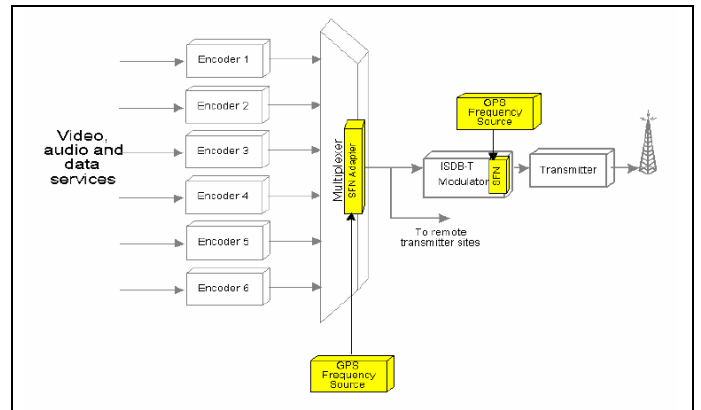 Video,
audio and
data
services
Encoder 1
Encoder 2
Encoder 3
Encoder 4
Encoder 5
Encoder 6
Multiplexer
SFN Adapter
GPS
Frequency
Source
GPS
Frequency
Source
ISDB-T
Modulator
SFN
Transmitter
To remote
transmitter sites